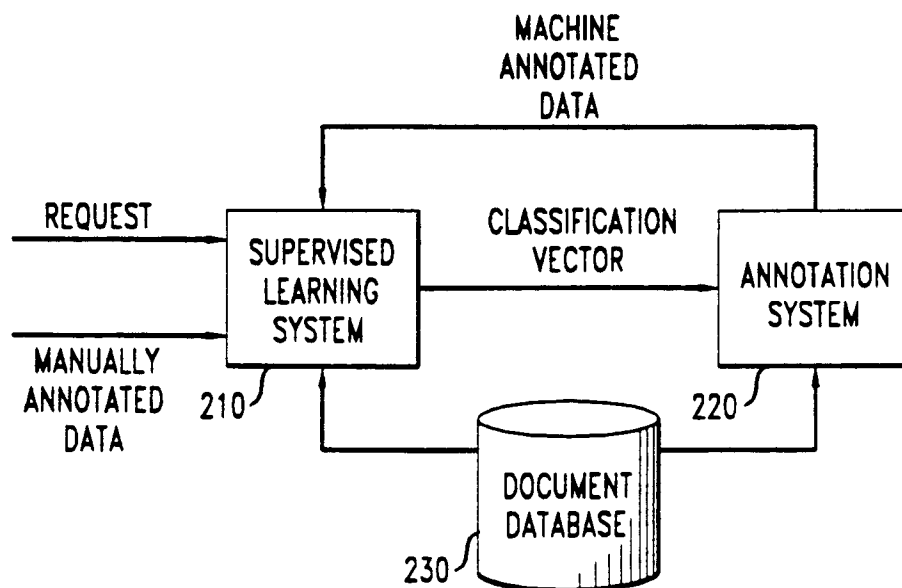 MACHINE
ANNOTATED
DATA
REQUEST
MANUALLY
ANNOTATED
DATA
SUPERVISED
LEARNING
SYSTEM
210
CLASSIFICATION
VECTOR
ANNOTATION
SYSTEM
220
DOCUMENT
DATABASE
230